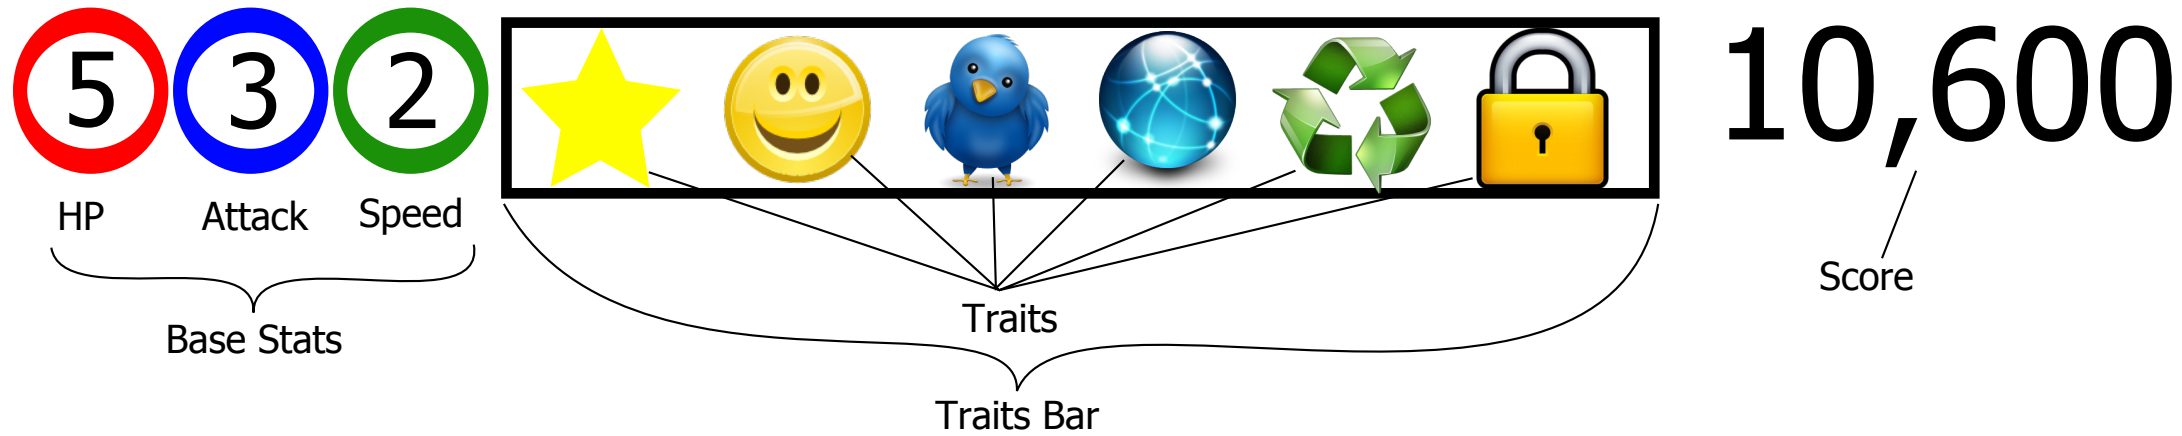 5 3 2 10,600
HP Attack Speed
Score
Base Stats
Traits
Traits Bar